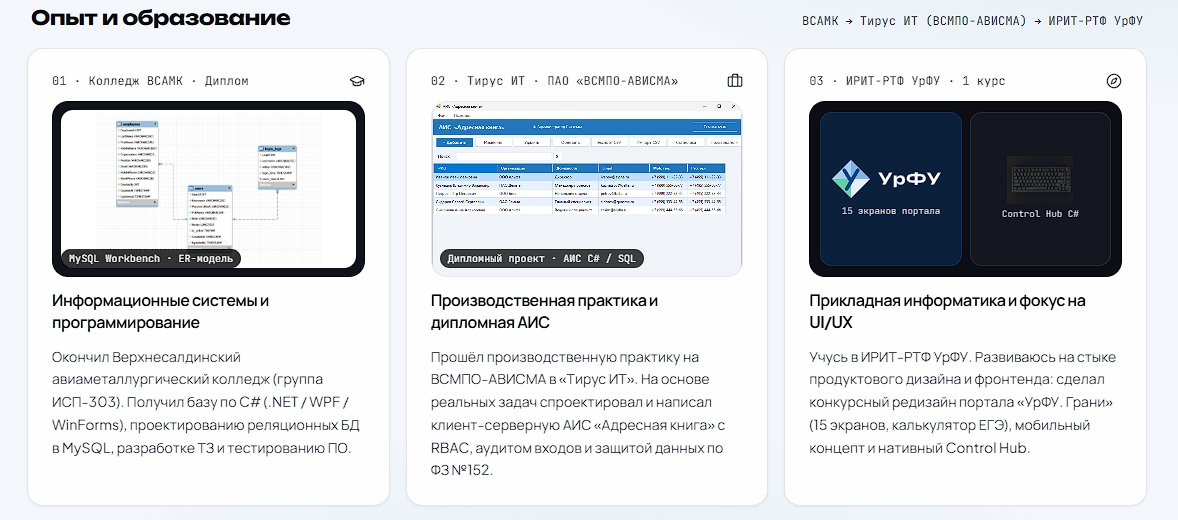 Опыт и образование
ВСАМК → Тирус ИТ (ВСМПО-АВИСМА) → ИРИТ-РТФ УрФУ
01 · Колледж ВСАМК · Диплом
MySQL Workbench · ER-модель
Информационные системы и
программирование
Окончил Верхнесалдинский
авиаметаллургический колледж (группа
ИСП-303). Получил базу по C# (.NET / WPF /
WinForms), проектированию реляционных БД
в MySQL, разработке ТЗ и тестированию ПО.
02 · Тирус ИТ · ПАО «ВСМПО-АВИСМА»
АИС «Адресная книга»
Дипломный проект · АИС C# / SQL
Производственная практика и
дипломная АИС
Прошёл производственную практику на
ВСМПО-АВИСМА в «Тирус ИТ». На основе
реальных задач спроектировал и написал
клиент-серверную АИС «Адресная книга» с
RBAC, аудитом входов и защитой данных по
ФЗ №152.
03 · ИРИТ-РТФ УрФУ · 1 курс
УрФУ
15 экранов портала
Control Hub C#
Прикладная информатика и фокус на
UI/UX
Учусь в ИРИТ-РТФ УрФУ. Развиваюсь на стыке
продуктового дизайна и фронтенда: сделал
конкурсный редизайн портала «УрФУ. Грани»
(15 экранов, калькулятор ЕГЭ), мобильный
концепт и нативный Control Hub.